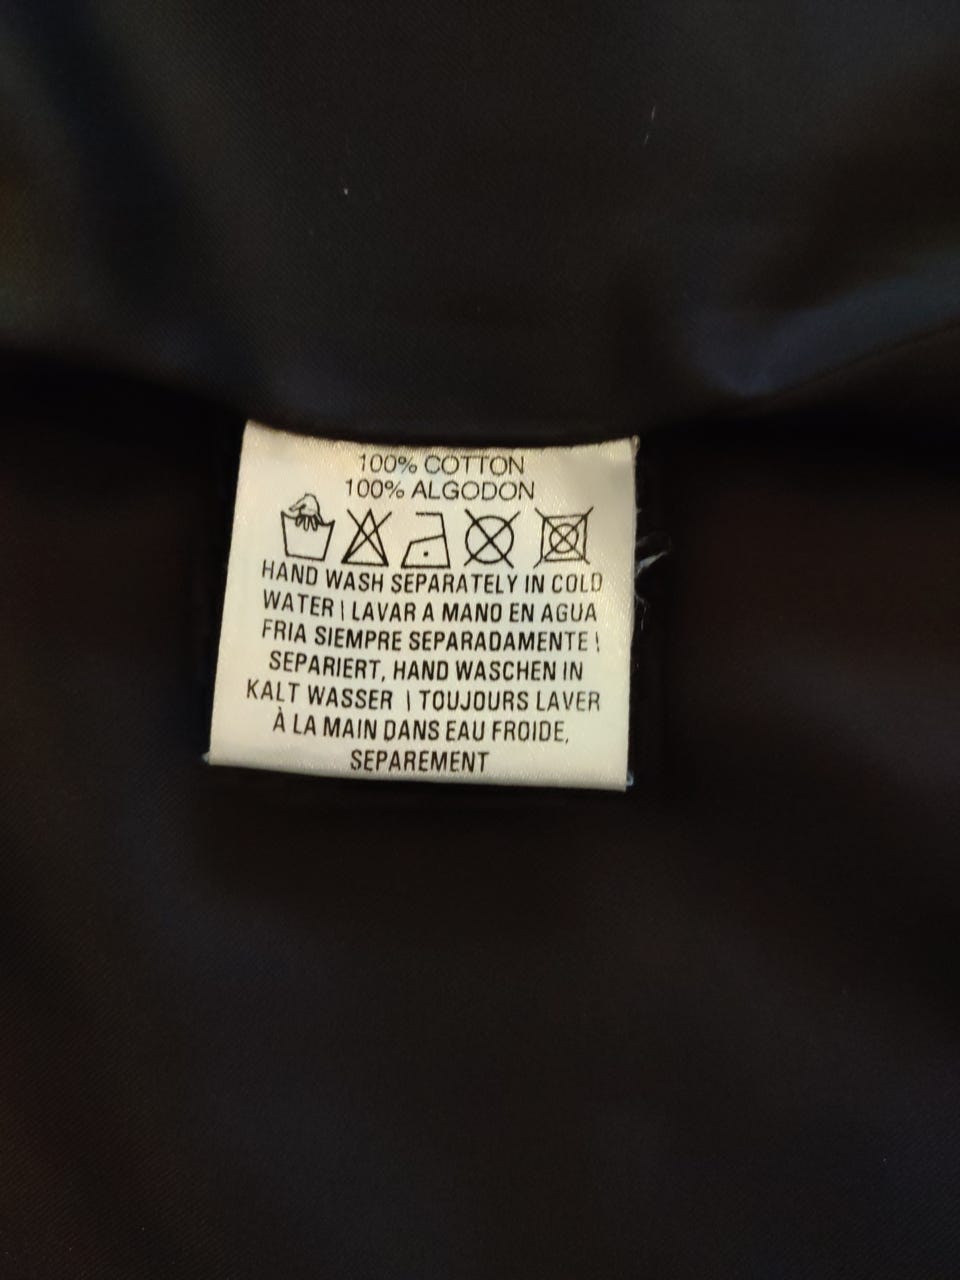 100% COTTON
100% ALGODON
HAND WASH SEPARATELY IN COLD
WATER | LAVAR A MANO EN AGUA
FRIA SIEMPRE SEPARADAMENTE |
SEPARIERT, HAND WASCHEN IN
KALT WASSER | TOUJOURS LAVER
À LA MAIN DANS EAU FROIDE,
SEPAREMENT